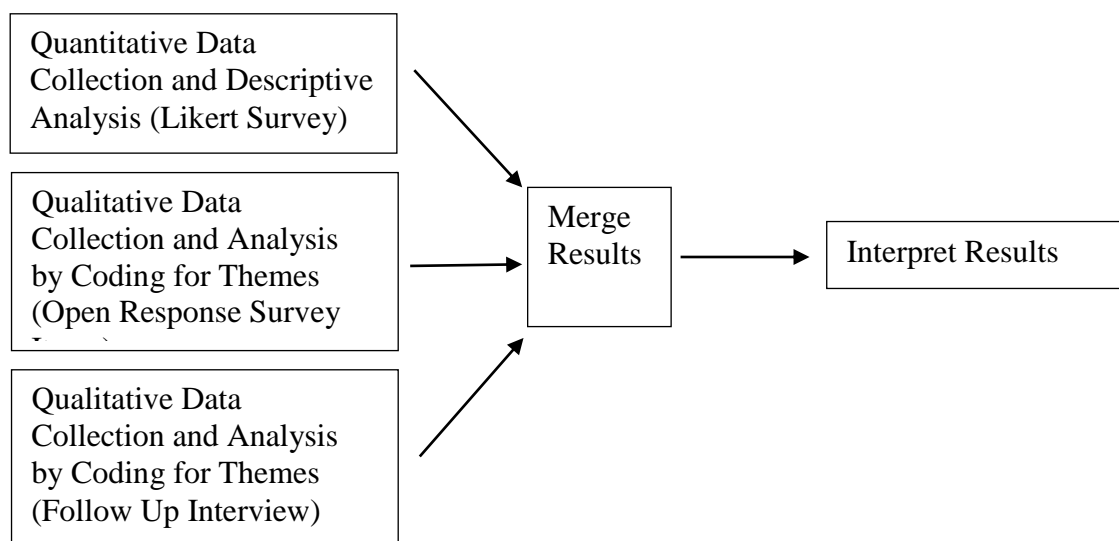 Quantitative Data
Collection and Descriptive
Analysis (Likert Survey)
Qualitative Data
Collection and Analysis
by Coding for Themes
(Open Response Survey
Merge
Results
Interpret Results
Qualitative Data
Collection and Analysis
by Coding for Themes
(Follow Up Interview)